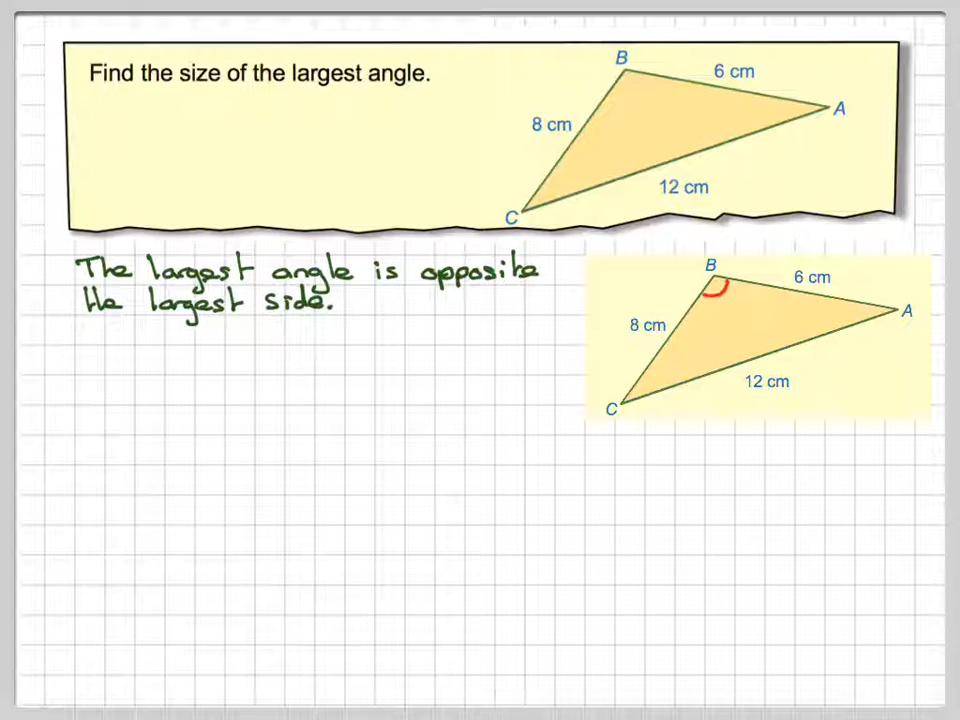 Find the size of the largest angle.
B
6 cm
A
8 cm
12 cm
C
The largest angle is opposite
the largest side.
B
6 cm
A
8 cm
12 cm
C